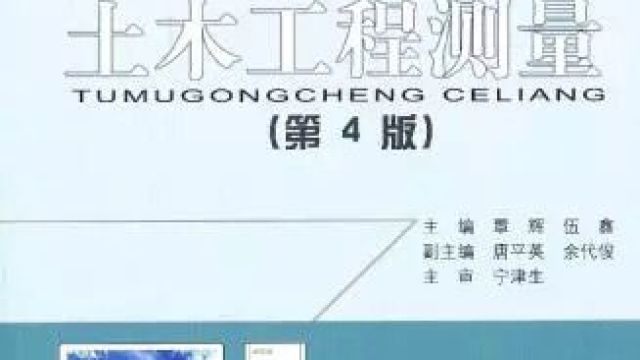 土木工程测量
TUMUGONGCHENG CELIANG
(第 4 版)
主 编 覃 辉 伍 鑫
副主编 唐平英 余代俊
主 审 宁津生